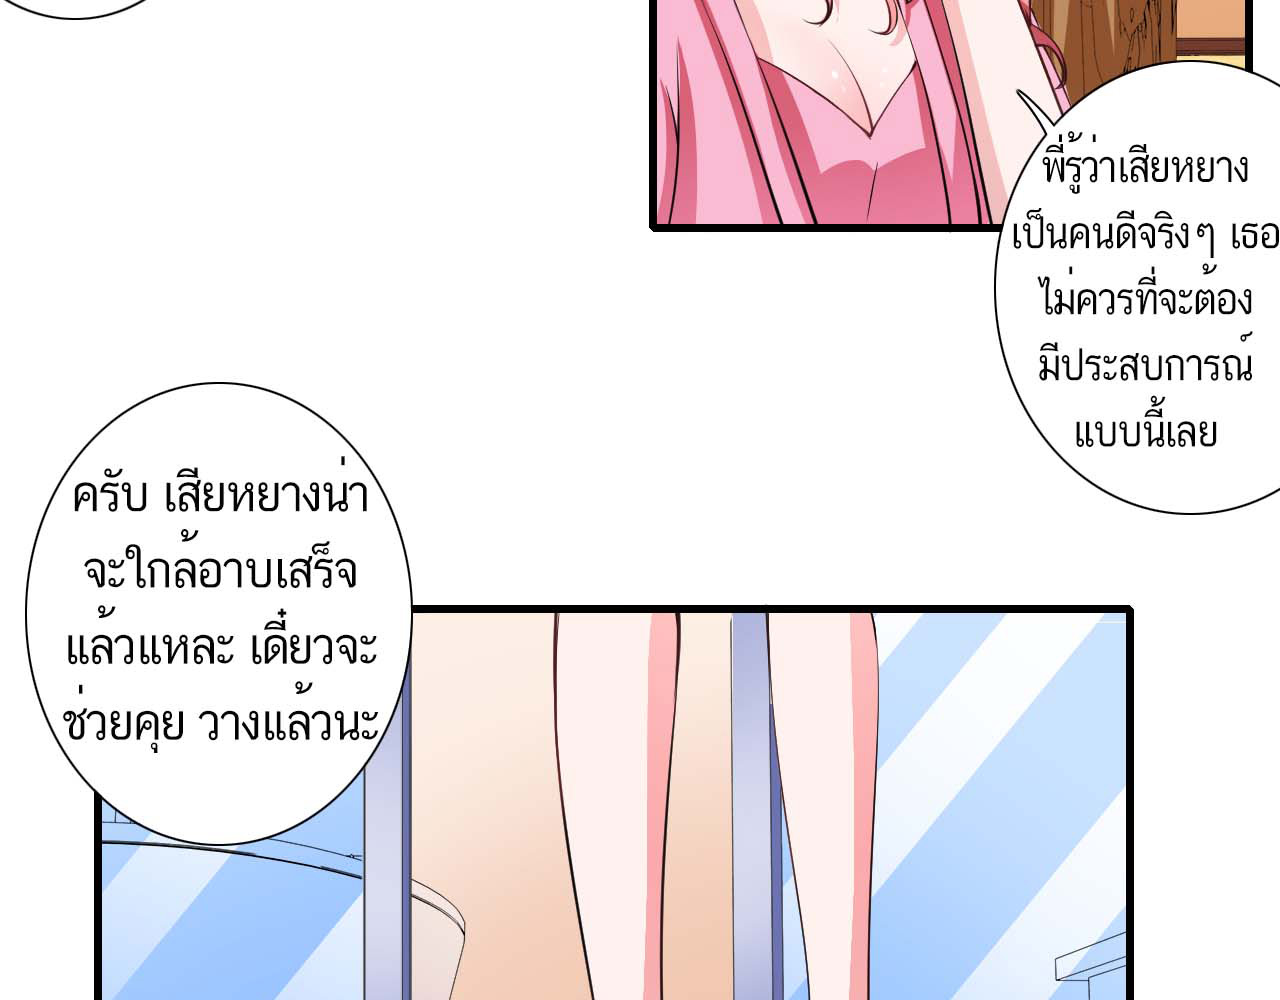 พี่รู้ว่าเสียหยาง
เป็นคนดีจริงๆ เธอ
ไม่ควรที่จะต้อง
มีประสบการณ์
แบบนี้เลย
ครับ เสียหยางน่า
จะใกล้อาบเสร็จ
แล้วแหละ เดี๋ยวจะ
ช่วยคุย วางแล้วนะ